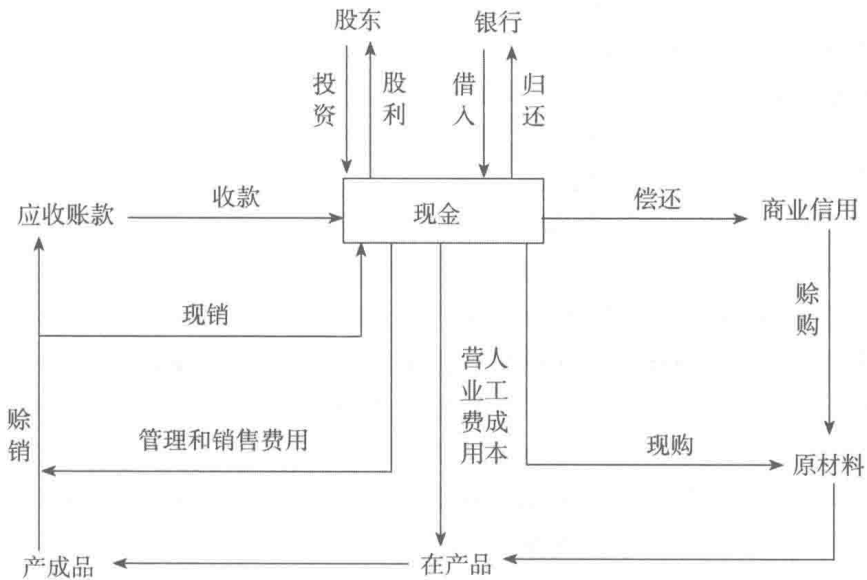 股东
银行
投资
股利
借入
归还
应收账款
收款
现金
偿还
商业信用
现销
赊购
赊销
管理和销售费用
营业费用
人工成本
现购
原材料
产成品
在产品